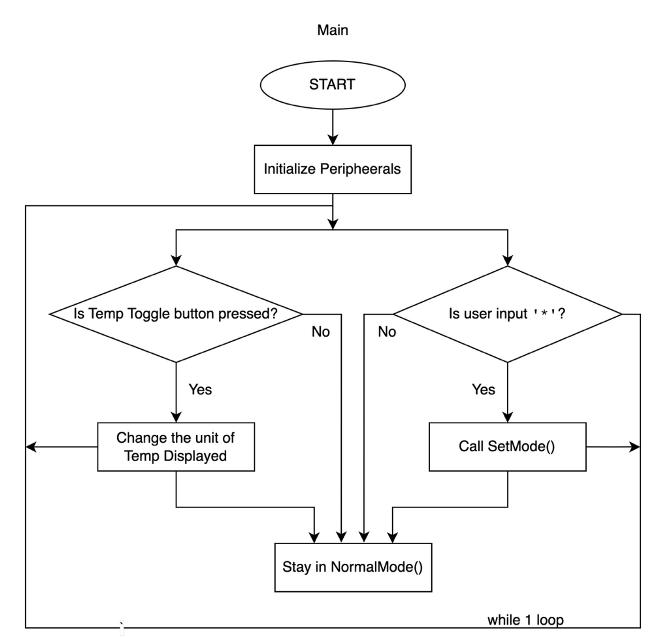 Main
START
Initialize Peripheerals
Is Temp Toggle button pressed?
Is user input '*'?
No
No
Yes
Yes
Change the unit of
Temp Displayed
Call SetMode()
Stay in NormalMode()
while 1 loop